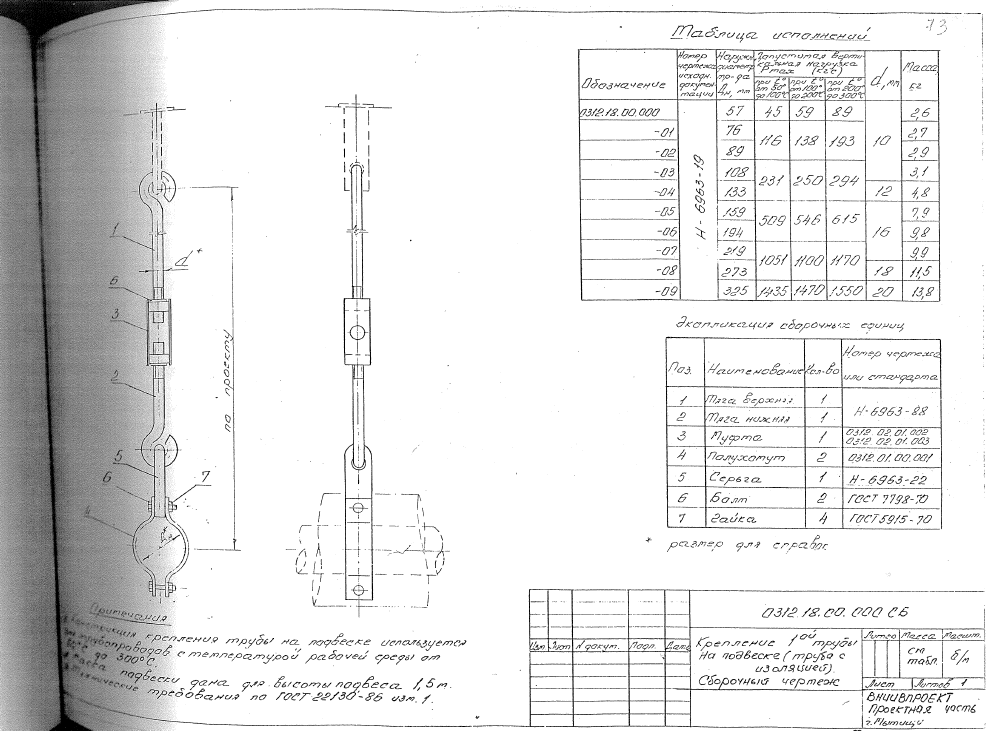 73
Таблица исполнений
Обозначение
Номер чертежа исходн. докумен тации
Наружн. диаметр тр-да Dн, мм
Допустимая верти- кальная нагрузка Pmax (кгс)
при t° от 50° до 100°С
при t° от 100° до 200°С
при t° от 200° до 300°С
d, мм
Масса кг
0312.18.00.000 57 45 59 89 2,6
-01 76 116 138 193 10 2,7
-02 89 2,9
-03 108 231 250 294 3,1
-04 133 12 4,8
-05 159 509 546 615 7,9
-06 194 16 9,8
-07 219 1051 1100 1170 9,9
-08 273 18 11,5
-09 325 1435 1470 1550 20 13,8
Н-6963-19
Экспликация сборочных единиц
Поз. Наименование Кол-во Номер чертежа или стандарта
1 Тяга верхняя 1 Н-6963-88
2 Тяга нижняя 1
3 Муфта 1 0312.02.01.002
0312.02.01.003
4 Полухомут 2 0312.01.00.001
5 Серьга 1 Н-6963-22
6 Болт 2 ГОСТ 7798-70
7 Гайка 4 ГОСТ 5915-70
* размер для справок
1
d*
6
3
2
5
6
7
4
по проекту
Примечания
Конструкция крепления трубы на подвеске используется
для трубопроводов с температурой рабочей среды от
50°С до 300°С.
Масса подвески дана для высоты подвеса 1,5 м.
Технические требования по ГОСТ 22130-86 изм. 1.
0312.18.00.000 СБ
Изм Лист N докум. Подп. Дата
Крепление 1ой трубы
На подвеске (труба с
изоляцией).
Сборочный чертеж
Литер Масса Масшт.
см табл. б/м
Лист Листов 1
ВНИИВПРОЕКТ
Проектная часть
г. Мытищи